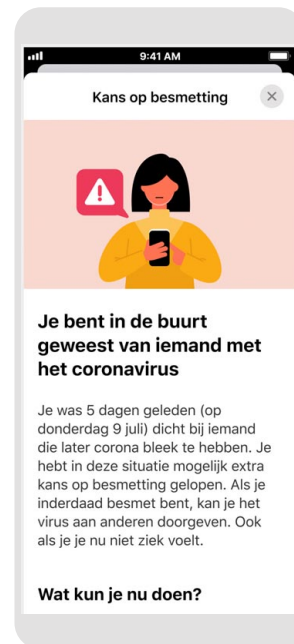 9:41 AM
Kans op besmetting
Je bent in de buurt
geweest van iemand met
het coronavirus
Je was 5 dagen geleden (op
donderdag 9 juli) dicht bij iemand
die later corona bleek te hebben. Je
hebt in deze situatie mogelijk extra
kans op besmetting gelopen. Als je
inderdaad besmet bent, kan je het
virus aan anderen doorgeven. Ook
als je je nu niet ziek voelt.
Wat kun je nu doen?